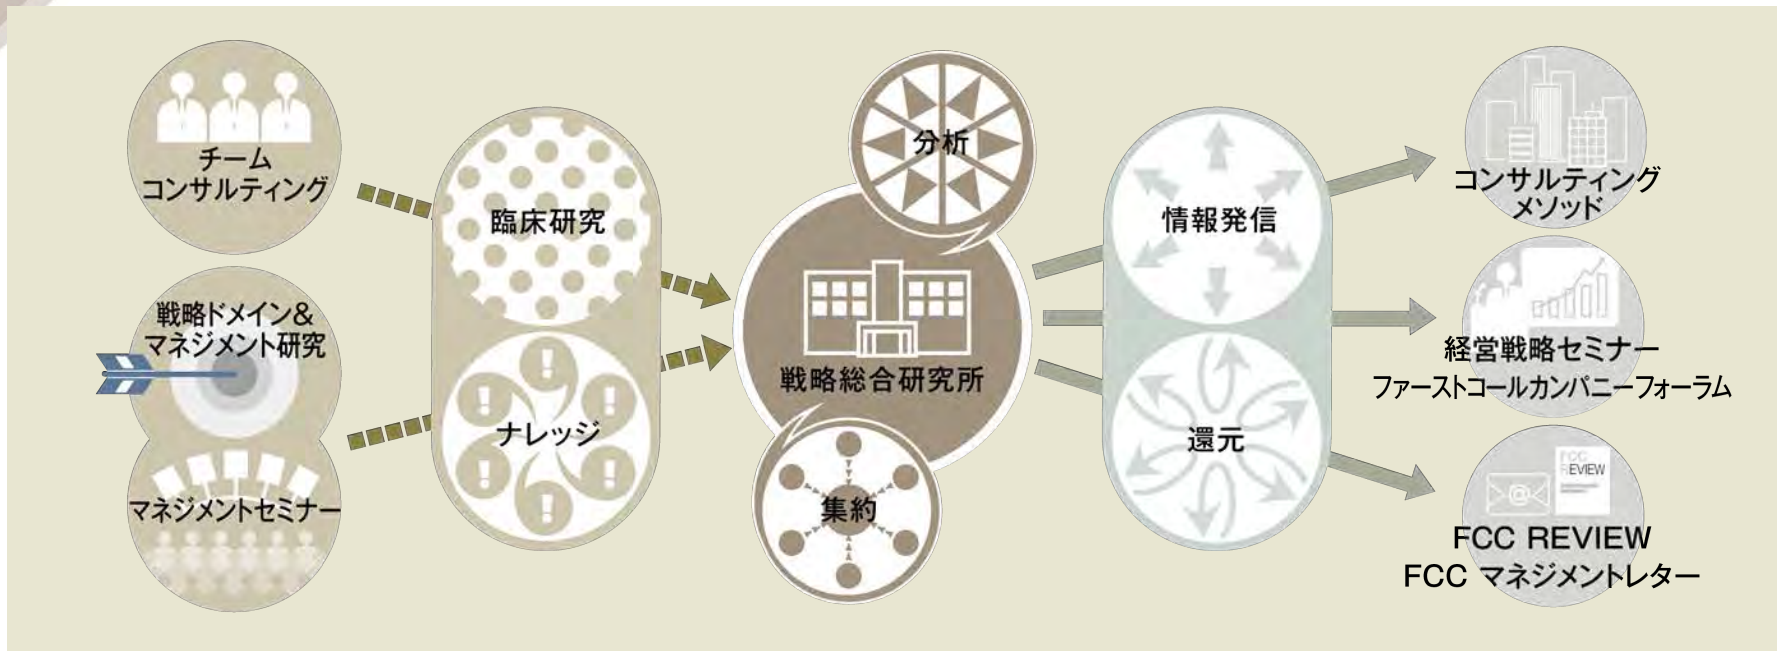 チーム
コンサルティング
戦略ドメイン&
マネジメント研究
マネジメントセミナー
臨床研究
ナレッジ
分析
戦略総合研究所
集約
情報発信
還元
コンサルティング
メソッド
経営戦略セミナー
ファーストコールカンパニーフォーラム
FCC
REVIEW
@
FCC REVIEW
FCC マネジメントレター